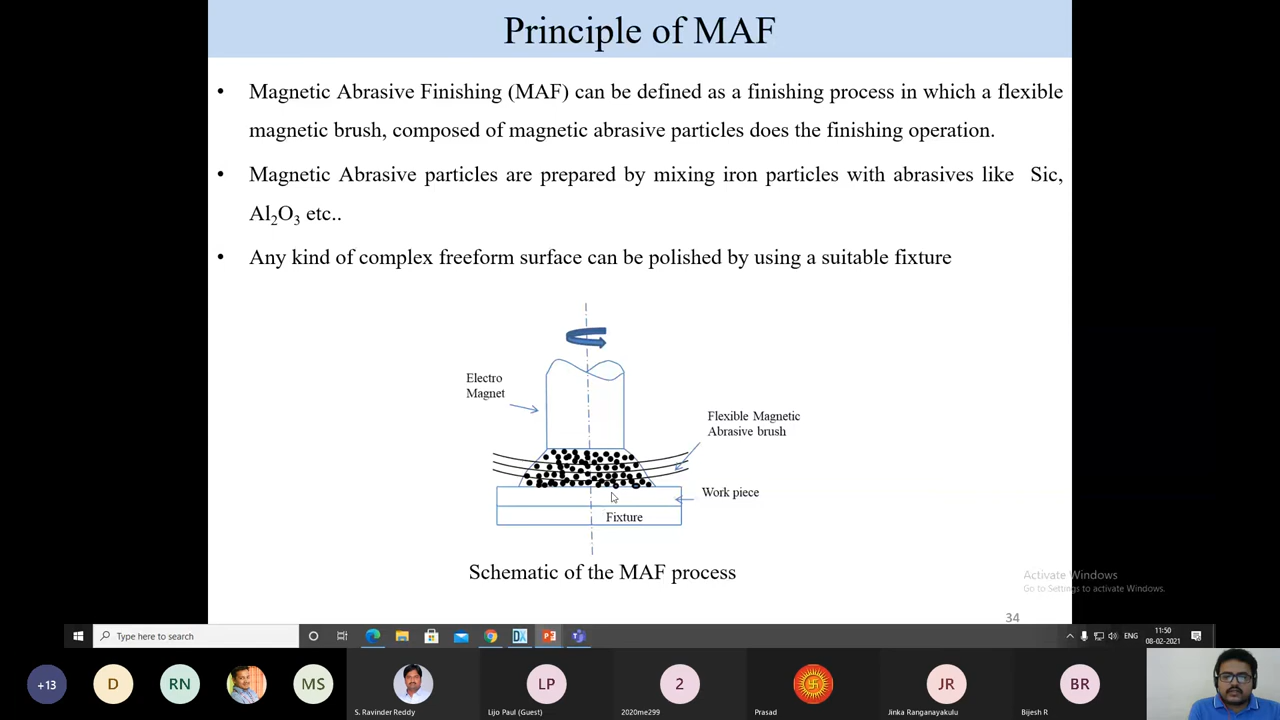 Principle of MAF
• Magnetic Abrasive Finishing (MAF) can be defined as a finishing process in which a flexible
magnetic brush, composed of magnetic abrasive particles does the finishing operation.
• Magnetic Abrasive particles are prepared by mixing iron particles with abrasives like Sic,
Al₂O₃ etc..
• Any kind of complex freeform surface can be polished by using a suitable fixture
Electro
Magnet
Flexible Magnetic
Abrasive brush
Work piece
Fixture
Schematic of the MAF process
Activate Windows
Go to Settings to activate Windows.
34
Type here to search
DX
ENG
11:50
08-02-2021
+13
D
RN
MS
S. Ravinder Reddy
LP
Lijo Paul (Guest)
2
2020me299
Prasad
JR
Jinka Ranganayakulu
BR
Bijesh R